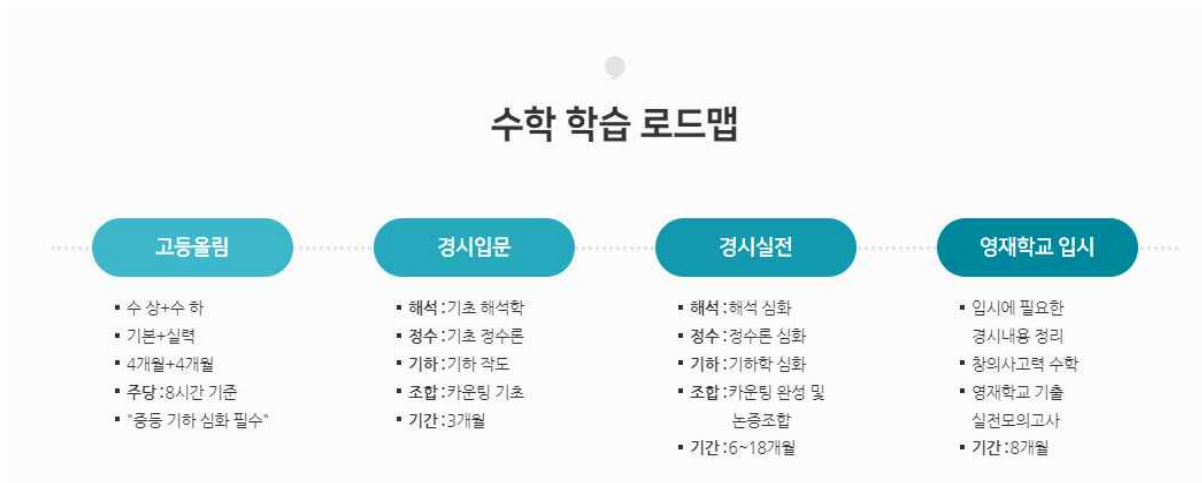 수학 학습 로드맵
고등올림
▪ 수 상+수 하
▪ 기본+실력
▪ 4개월+4개월
▪ 주당 :8시간 기준
▪ "중등 기하 심화 필수"
경시입문
▪ 해석 :기초 해석학
▪ 정수 :기초 정수론
▪ 기하 :기하 작도
▪ 조합 :카운팅 기초
▪ 기간 :3개월
경시실전
▪ 해석 :해석 심화
▪ 정수 :정수론 심화
▪ 기하 :기하학 심화
▪ 조합 :카운팅 완성 및
논증조합
▪ 기간 :6~18개월
영재학교 입시
▪ 입시에 필요한
경시내용 정리
▪ 창의사고력 수학
▪ 영재학교 기출
실전모의고사
▪ 기간 :8개월